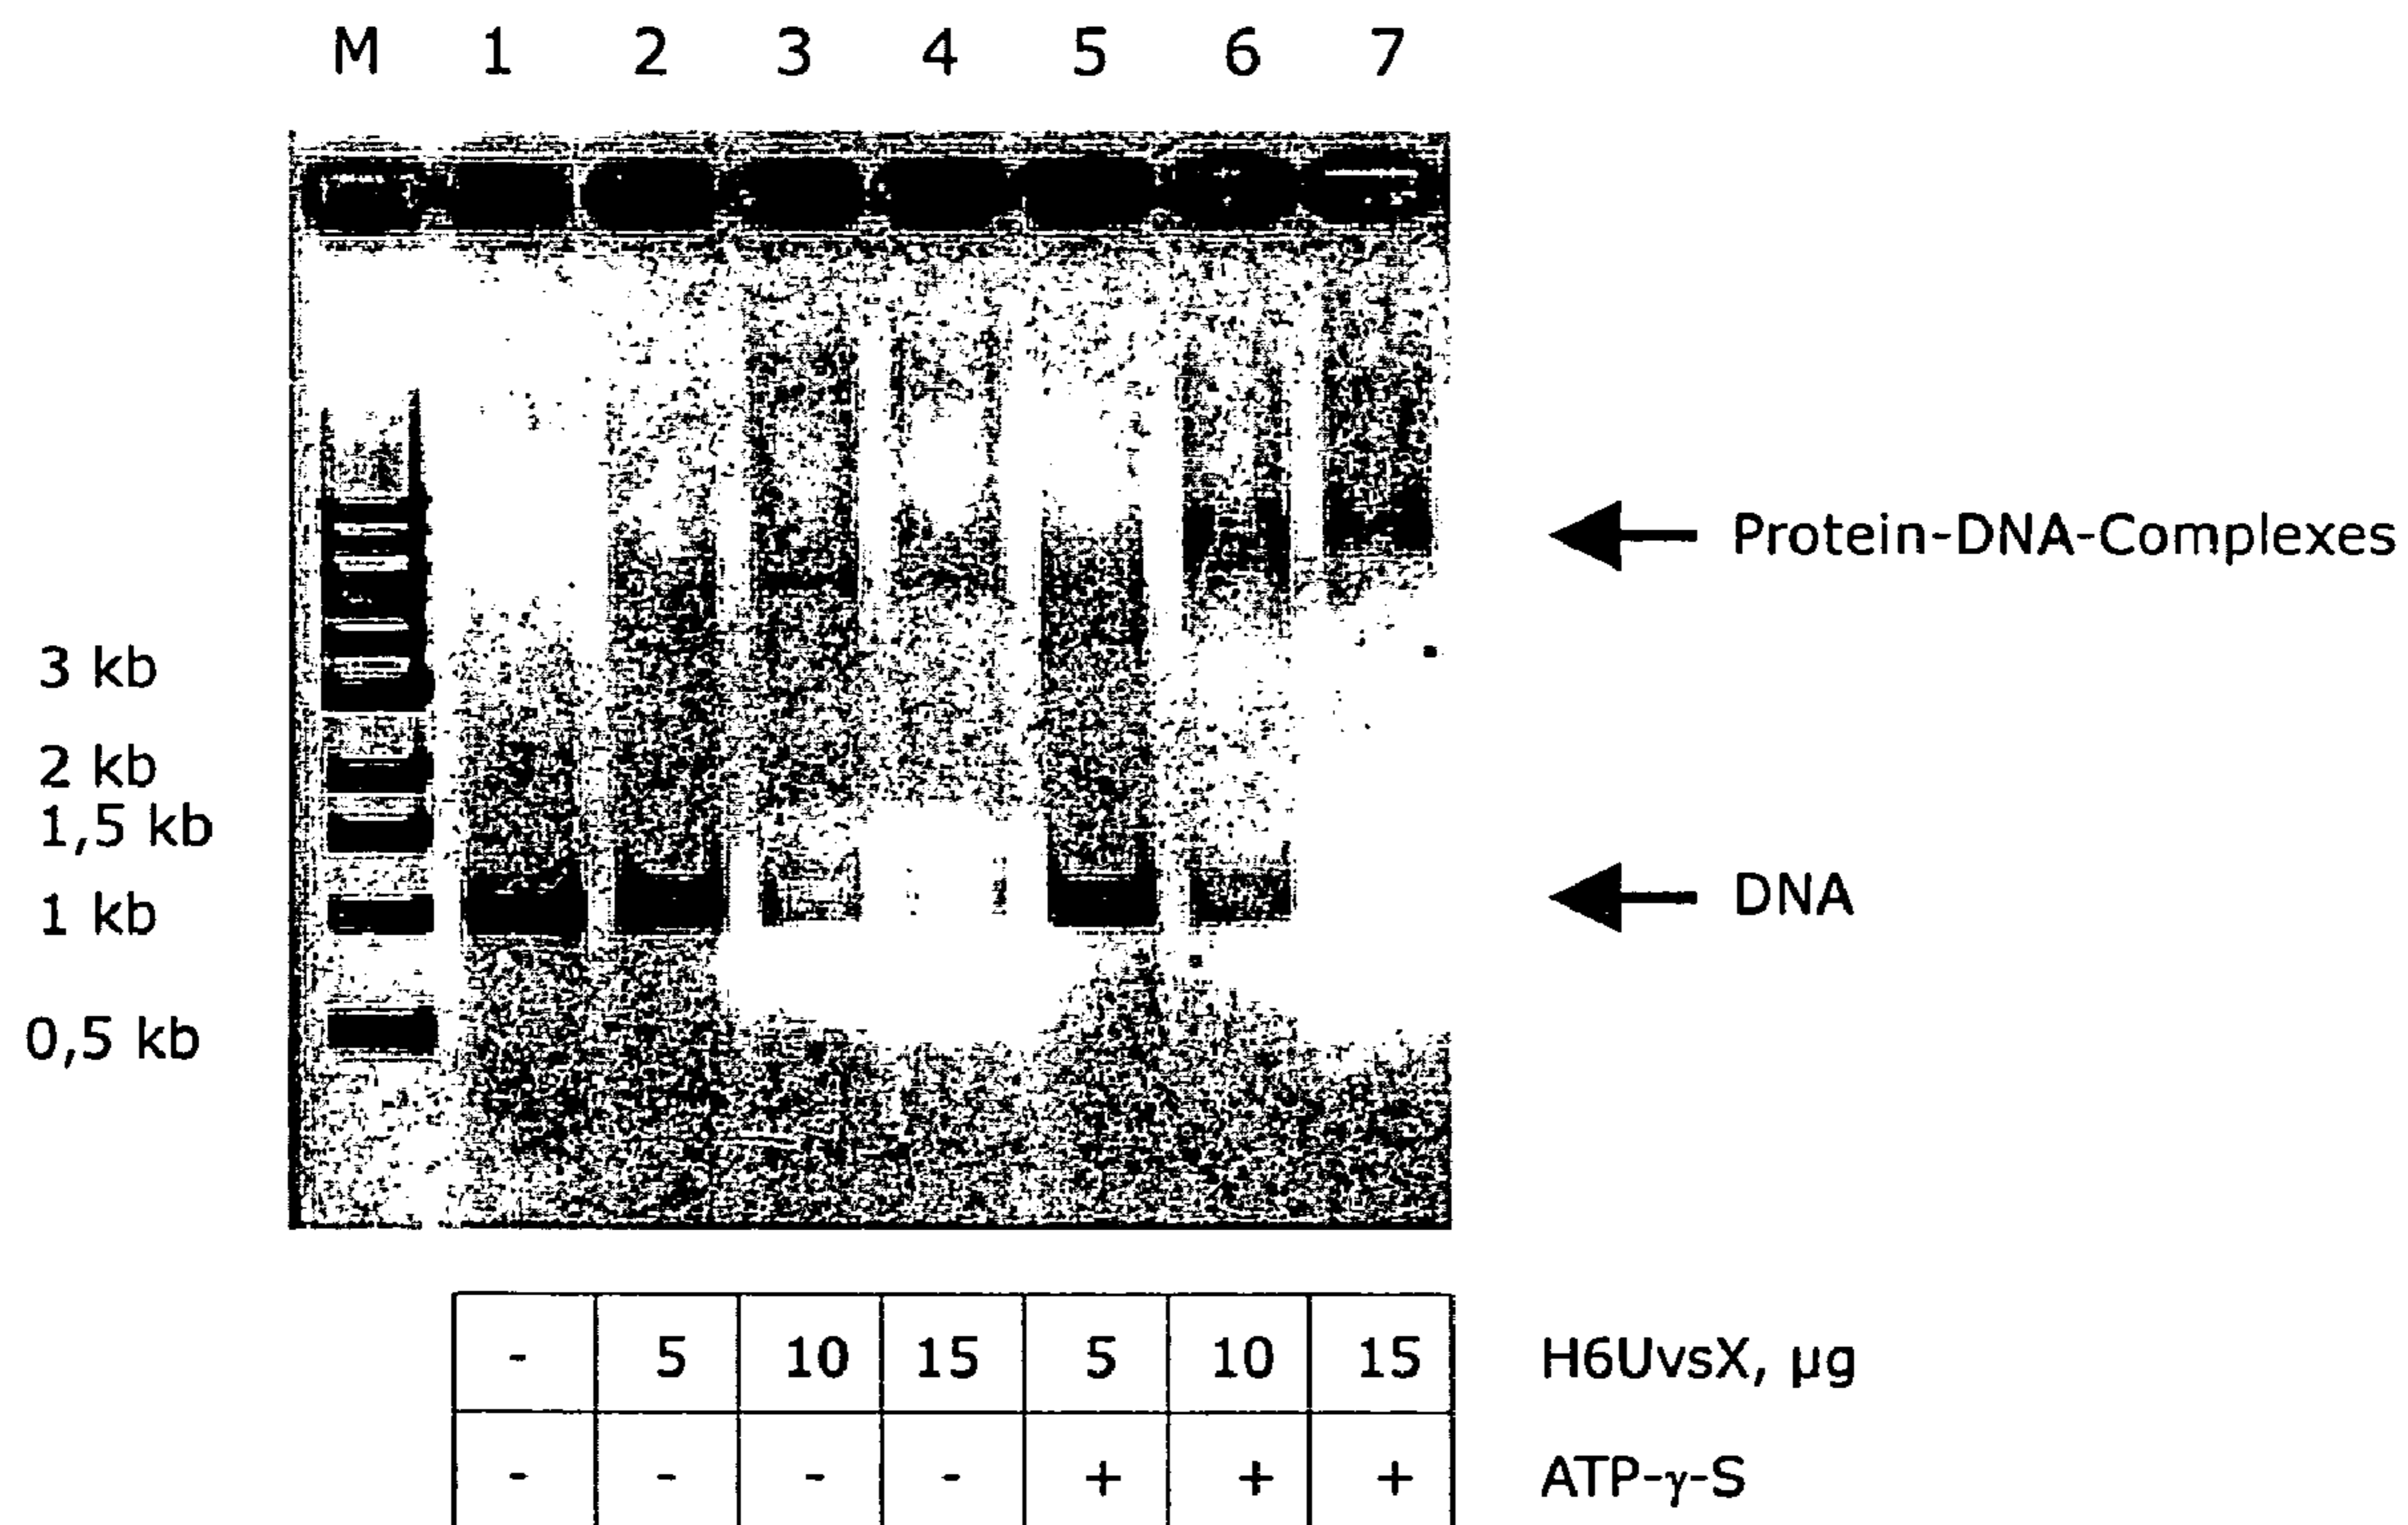 M 1 2 3 4 5 6 7
Protein-DNA-Complexes
3 kb
2 kb
1,5 kb
1 kb
DNA
0,5 kb
- 5 10 15 5 10 15 H6UvsX, µg
- - - - + + + ATP-γ-S